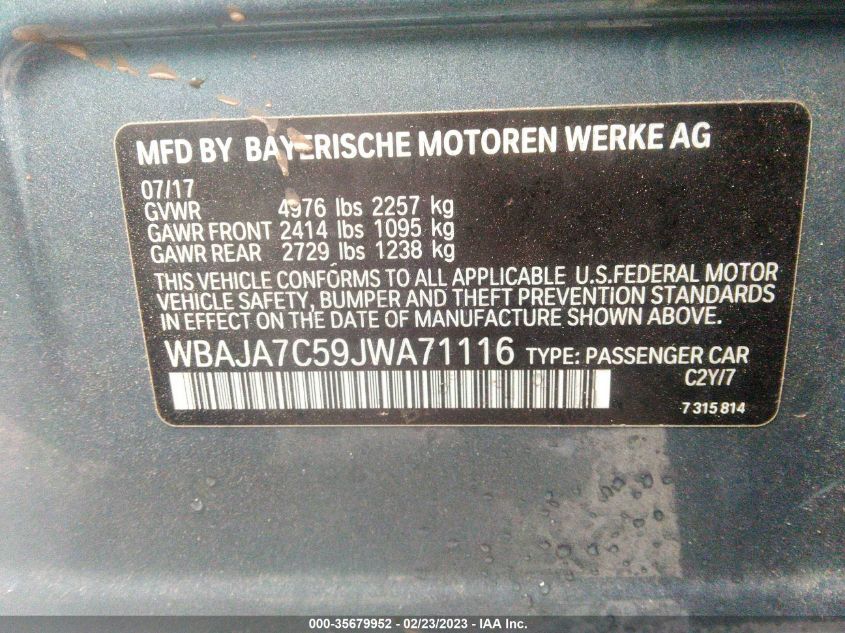 MFD BY BAYERISCHE MOTOREN WERKE AG
07/17
GVWR 4976 lbs 2257 kg
GAWR FRONT 2414 lbs 1095 kg
GAWR REAR 2729 lbs 1238 kg
THIS VEHICLE CONFORMS TO ALL APPLICABLE U.S.FEDERAL MOTOR
VEHICLE SAFETY, BUMPER AND THEFT PREVENTION STANDARDS
IN EFFECT ON THE DATE OF MANUFACTURE SHOWN ABOVE.
WBAJA7C59JWA71116 TYPE: PASSENGER CAR
C2Y/7
7 315 814
000-35679952 - 02/23/2023 - IAA Inc.